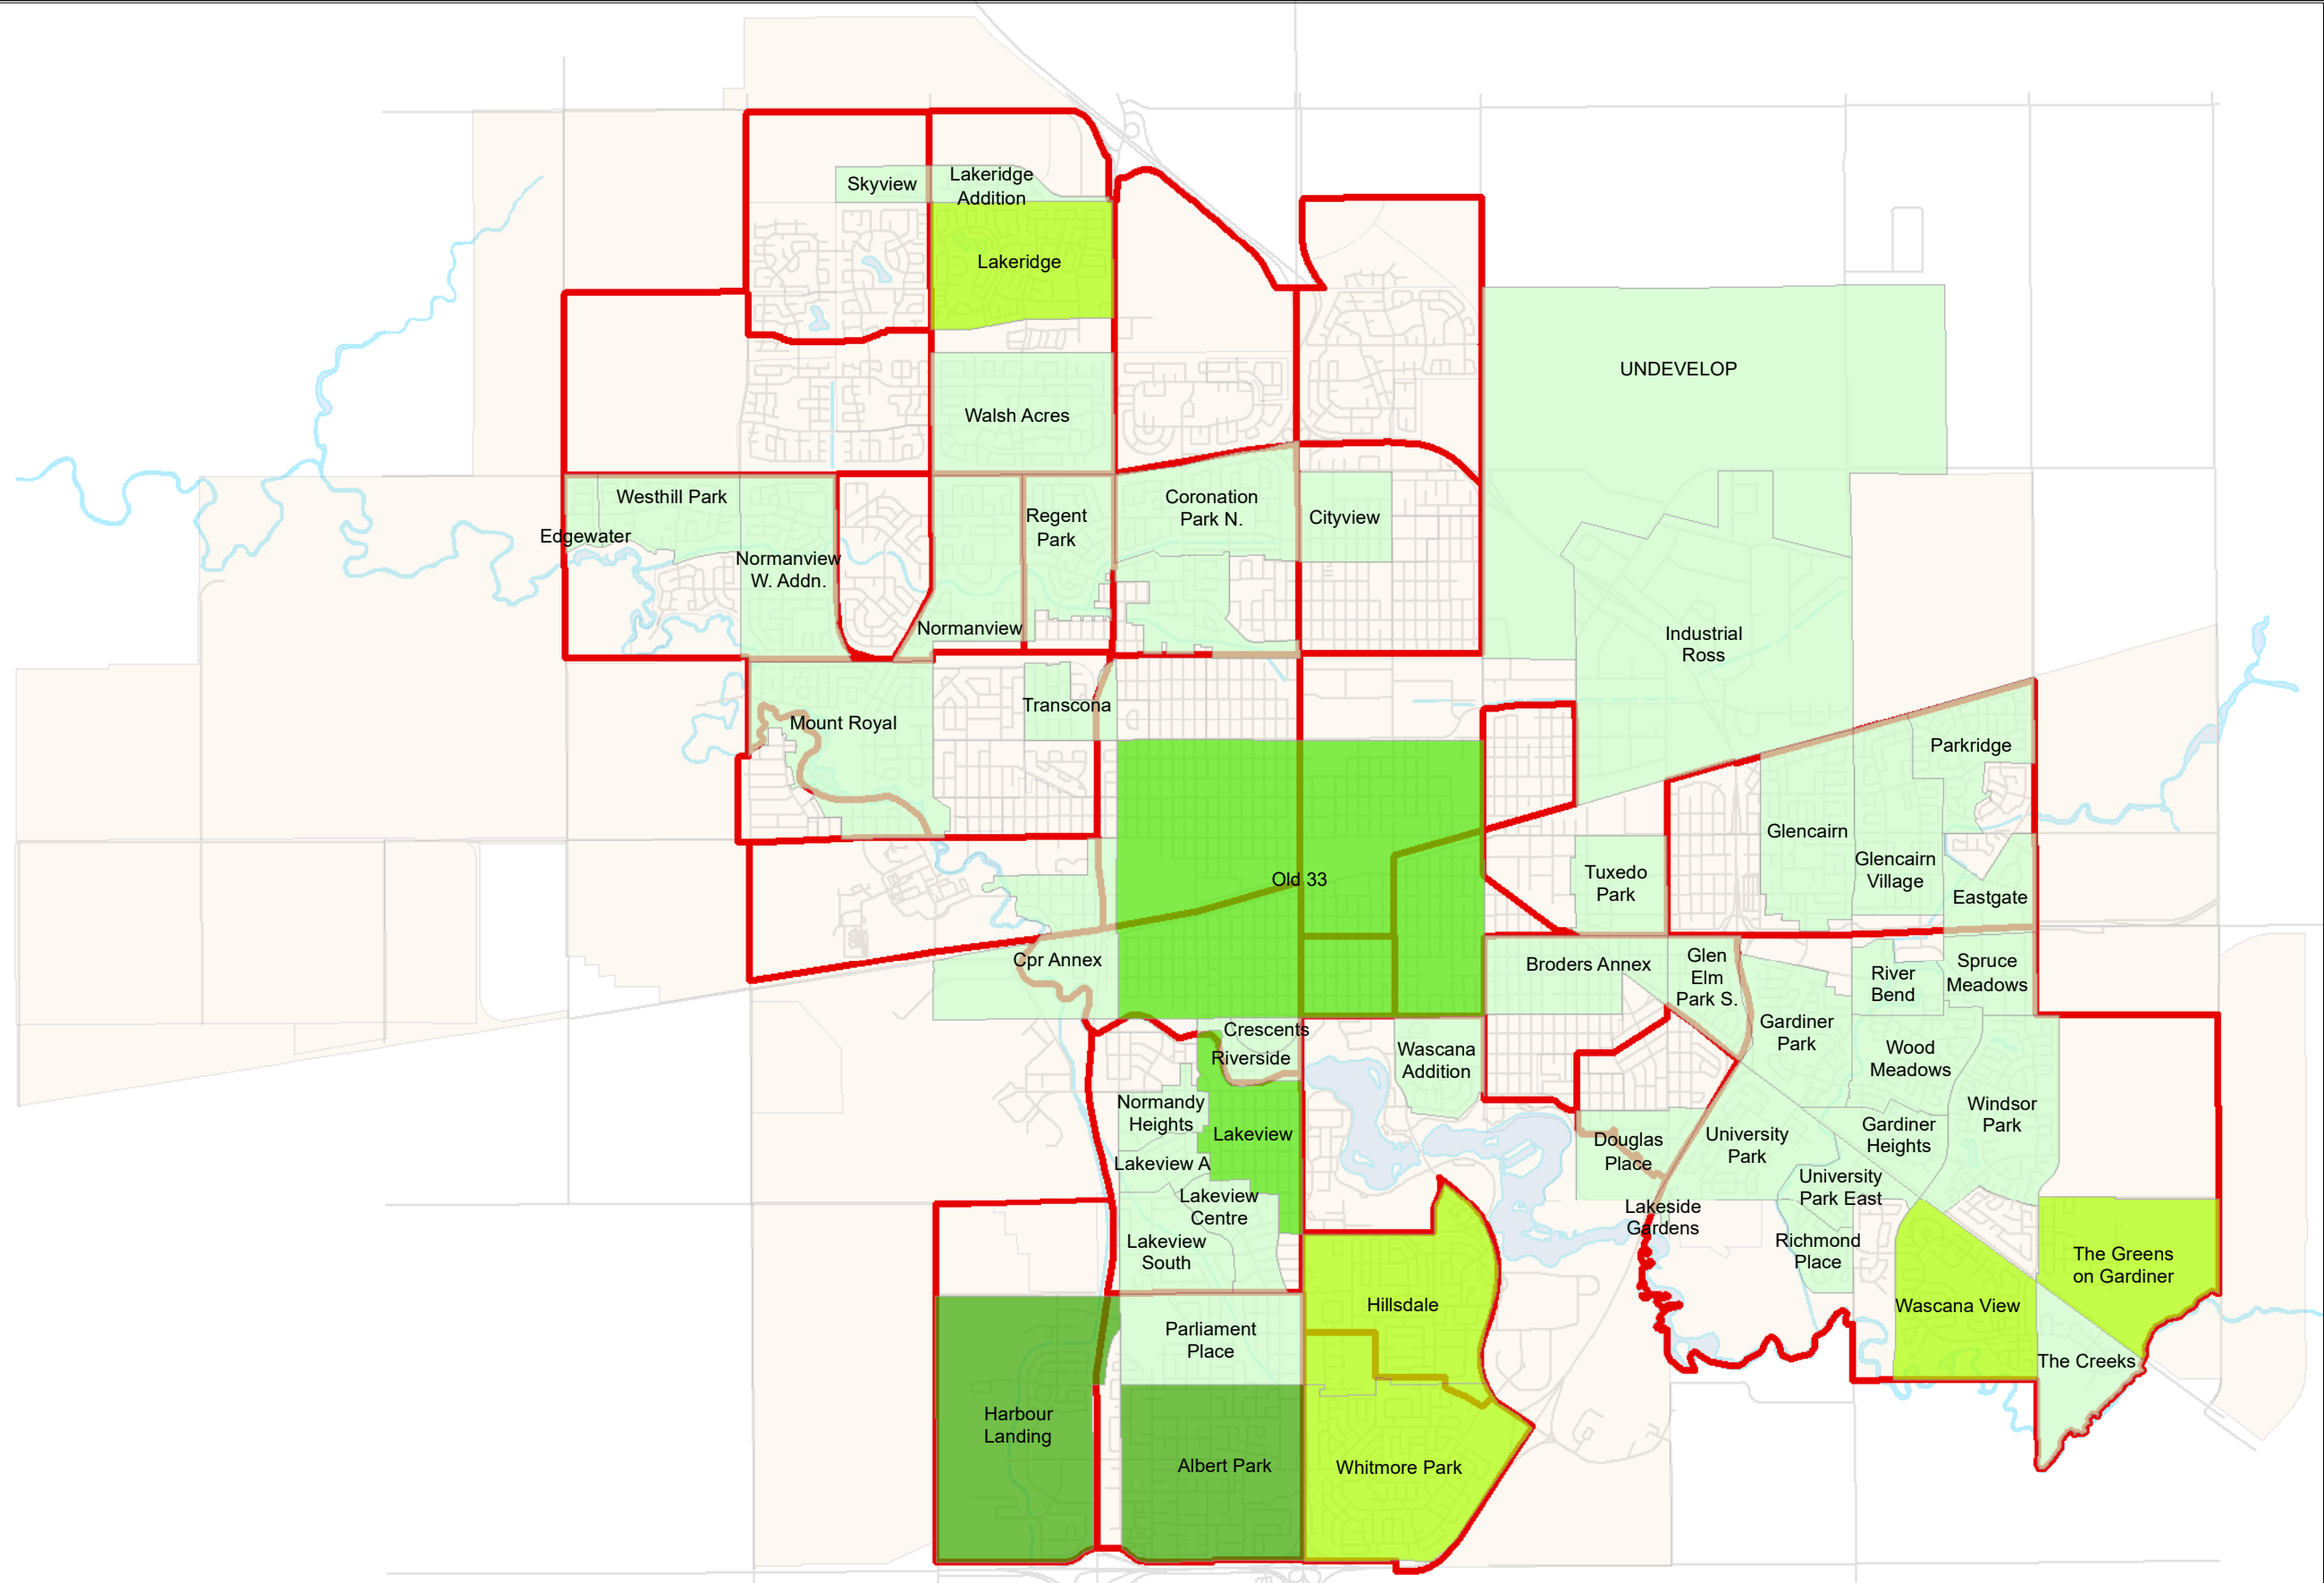 Skyview
Lakeridge
Addition
Lakeridge
UNDEVELOP
Walsh Acres
Westhill Park
Edgewater
Normanview
W. Addn.
Regent
Park
Coronation
Park N.
Cityview
Normanview
Industrial
Ross
Transcona
Mount Royal
Parkridge
Glencairn
Glencairn
Village
Old 33
Tuxedo
Park
Eastgate
Cpr Annex
Broders Annex
Glen
Elm
Park S.
River
Bend
Spruce
Meadows
Crescents
Riverside
Wascana
Addition
Gardiner
Park
Wood
Meadows
Normandy
Heights
Lakeview
Douglas
Place
University
Park
Gardiner
Heights
Windsor
Park
Lakeview A
Lakeview
Centre
University
Park East
Lakeside
Gardens
Lakeview
South
Richmond
Place
The Greens
on Gardiner
Hillsdale
Wascana View
Parliament
Place
The Creeks
Harbour
Landing
Albert Park
Whitmore Park